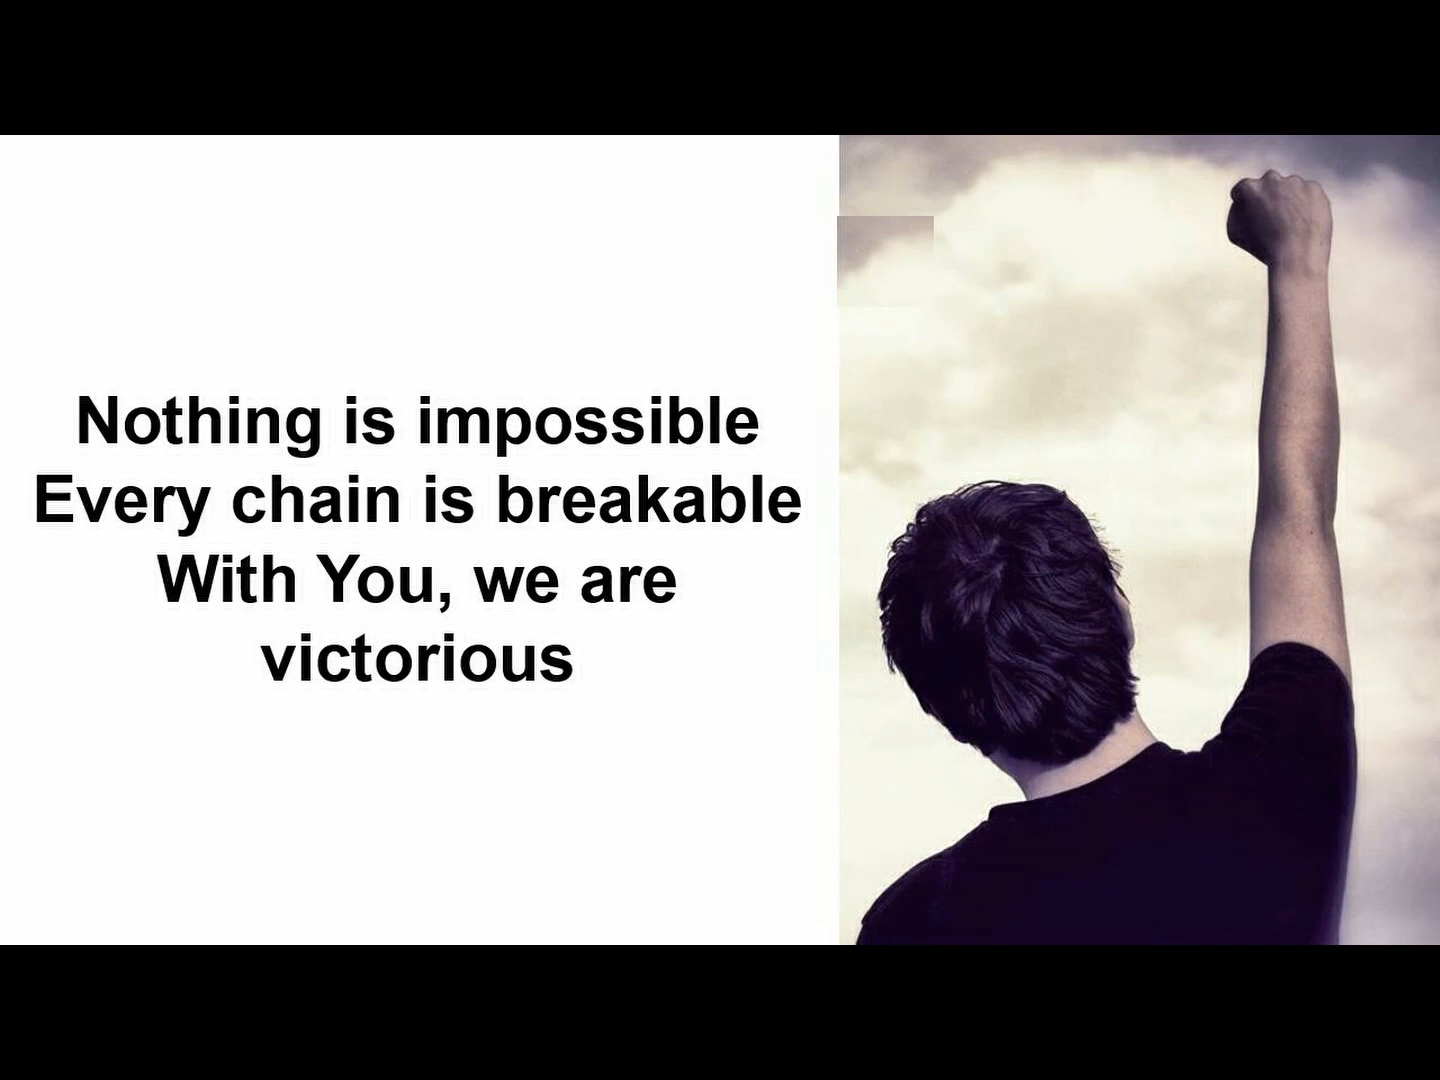 Nothing is impossible
Every chain is breakable
With You, we are
victorious